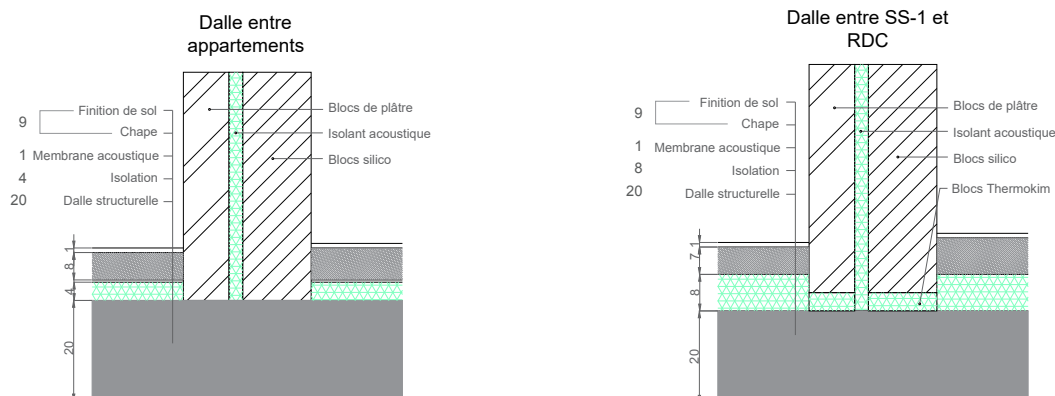 Dalle entre
appartements
Finition de sol
9
Chape
1 Membrane acoustique
4 Isolation
20 Dalle structurelle
Blocs de plâtre
Isolant acoustique
Blocs silico
1
8
4
20
Dalle entre SS-1 et
RDC
Finition de sol
9
Chape
1 Membrane acoustique
8 Isolation
20 Dalle structurelle
Blocs de plâtre
Isolant acoustique
Blocs silico
Blocs Thermokim
1
7
8
20